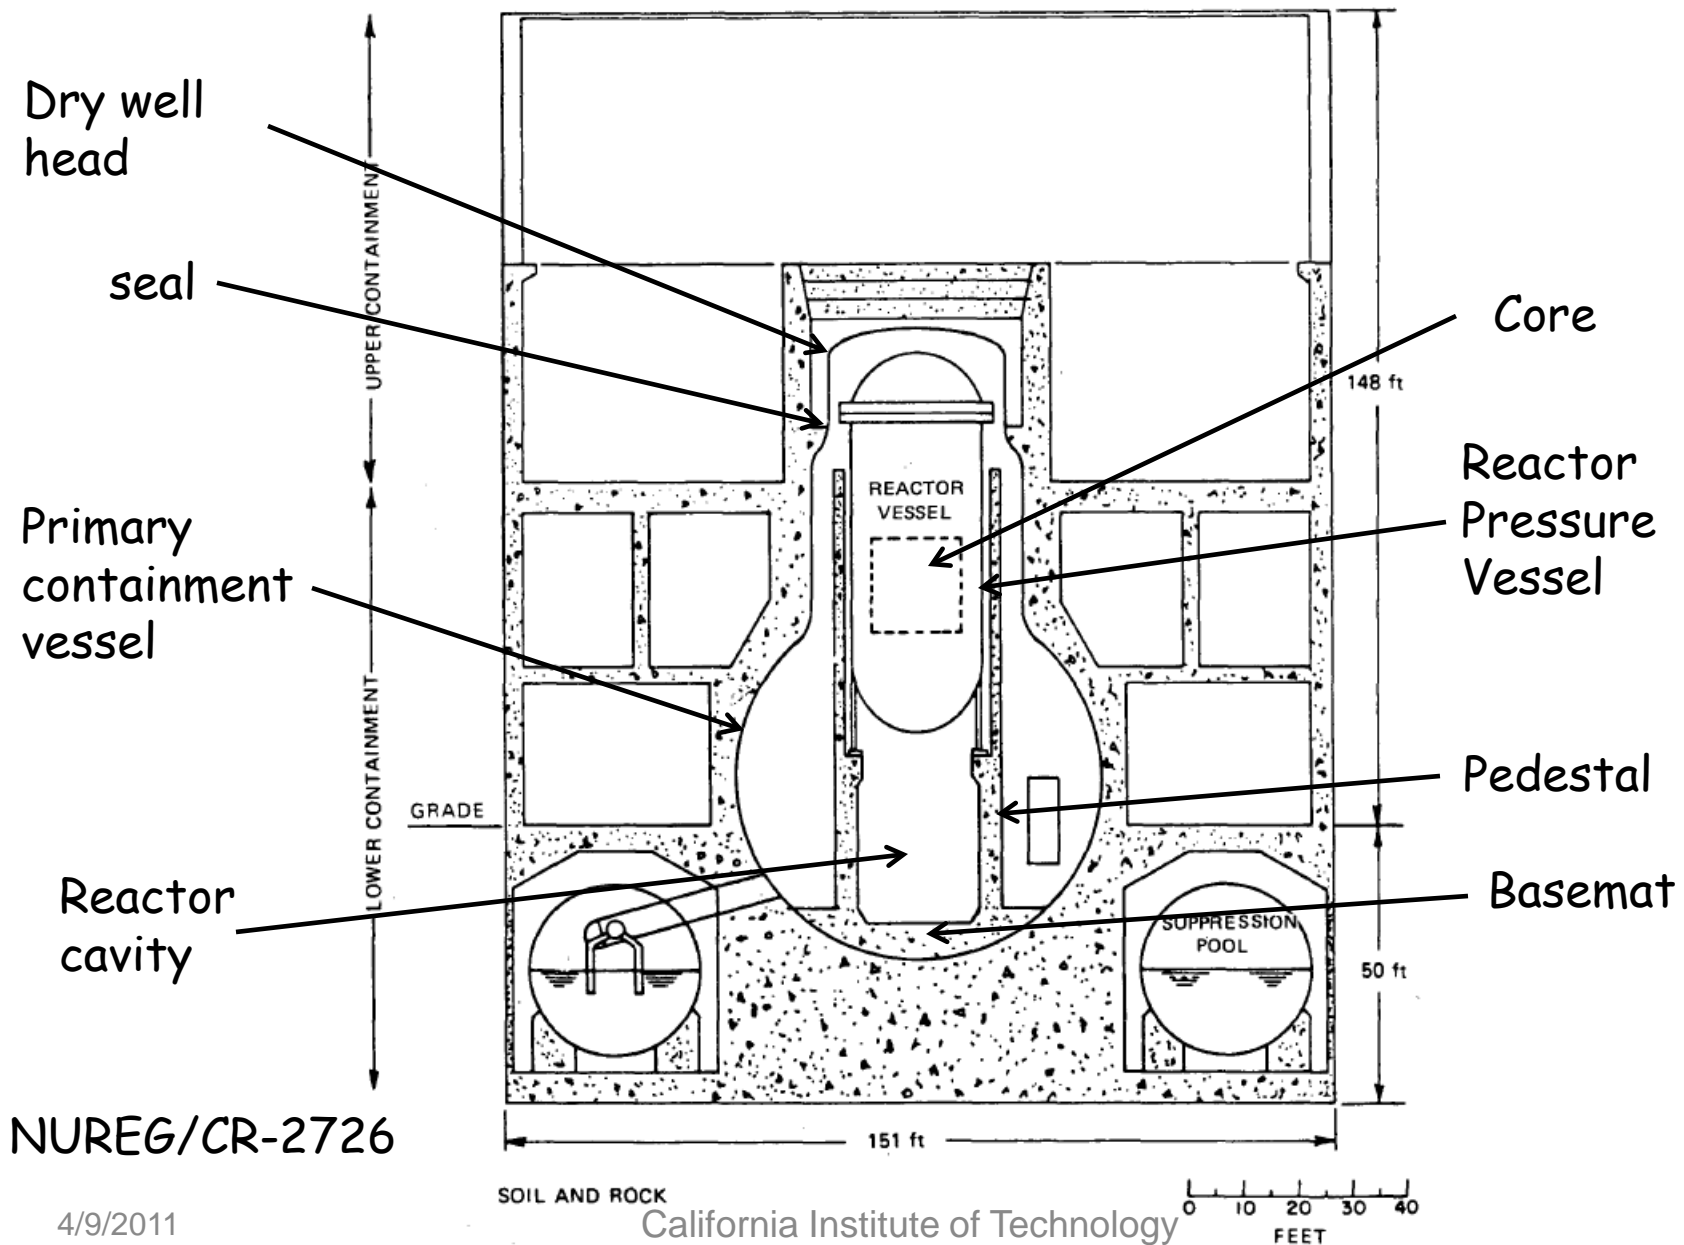 Dry well
head
UPPER CONTAINMENT
seal
Core
148 ft
Reactor
Pressure
Vessel
REACTOR
VESSEL
Primary
containment
vessel
LOWER CONTAINMENT
Pedestal
GRADE
Reactor
cavity
Basemat
SUPPRESSION
POOL
50 ft
NUREG/CR-2726
151 ft
SOIL AND ROCK
0 10 20 30 40
FEET
4/9/2011
California Institute of Technology